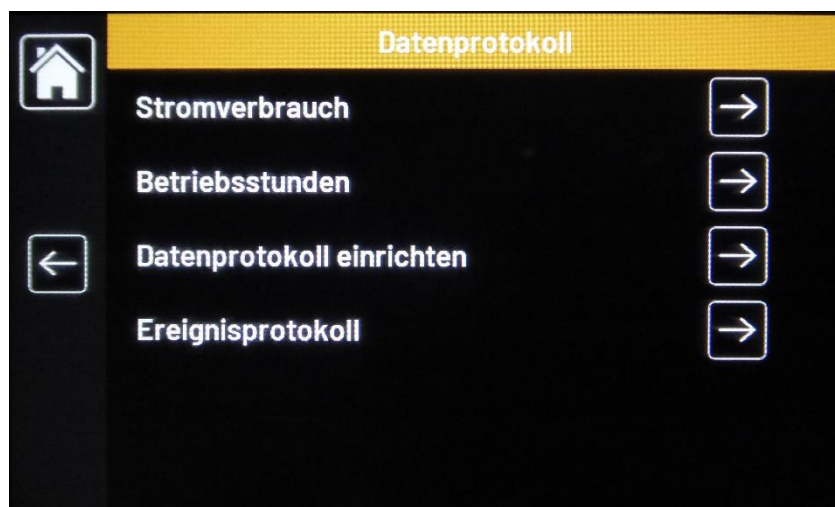 Datenprotokoll
Stromverbrauch
Betriebsstunden
Datenprotokoll einrichten
Ereignisprotokoll